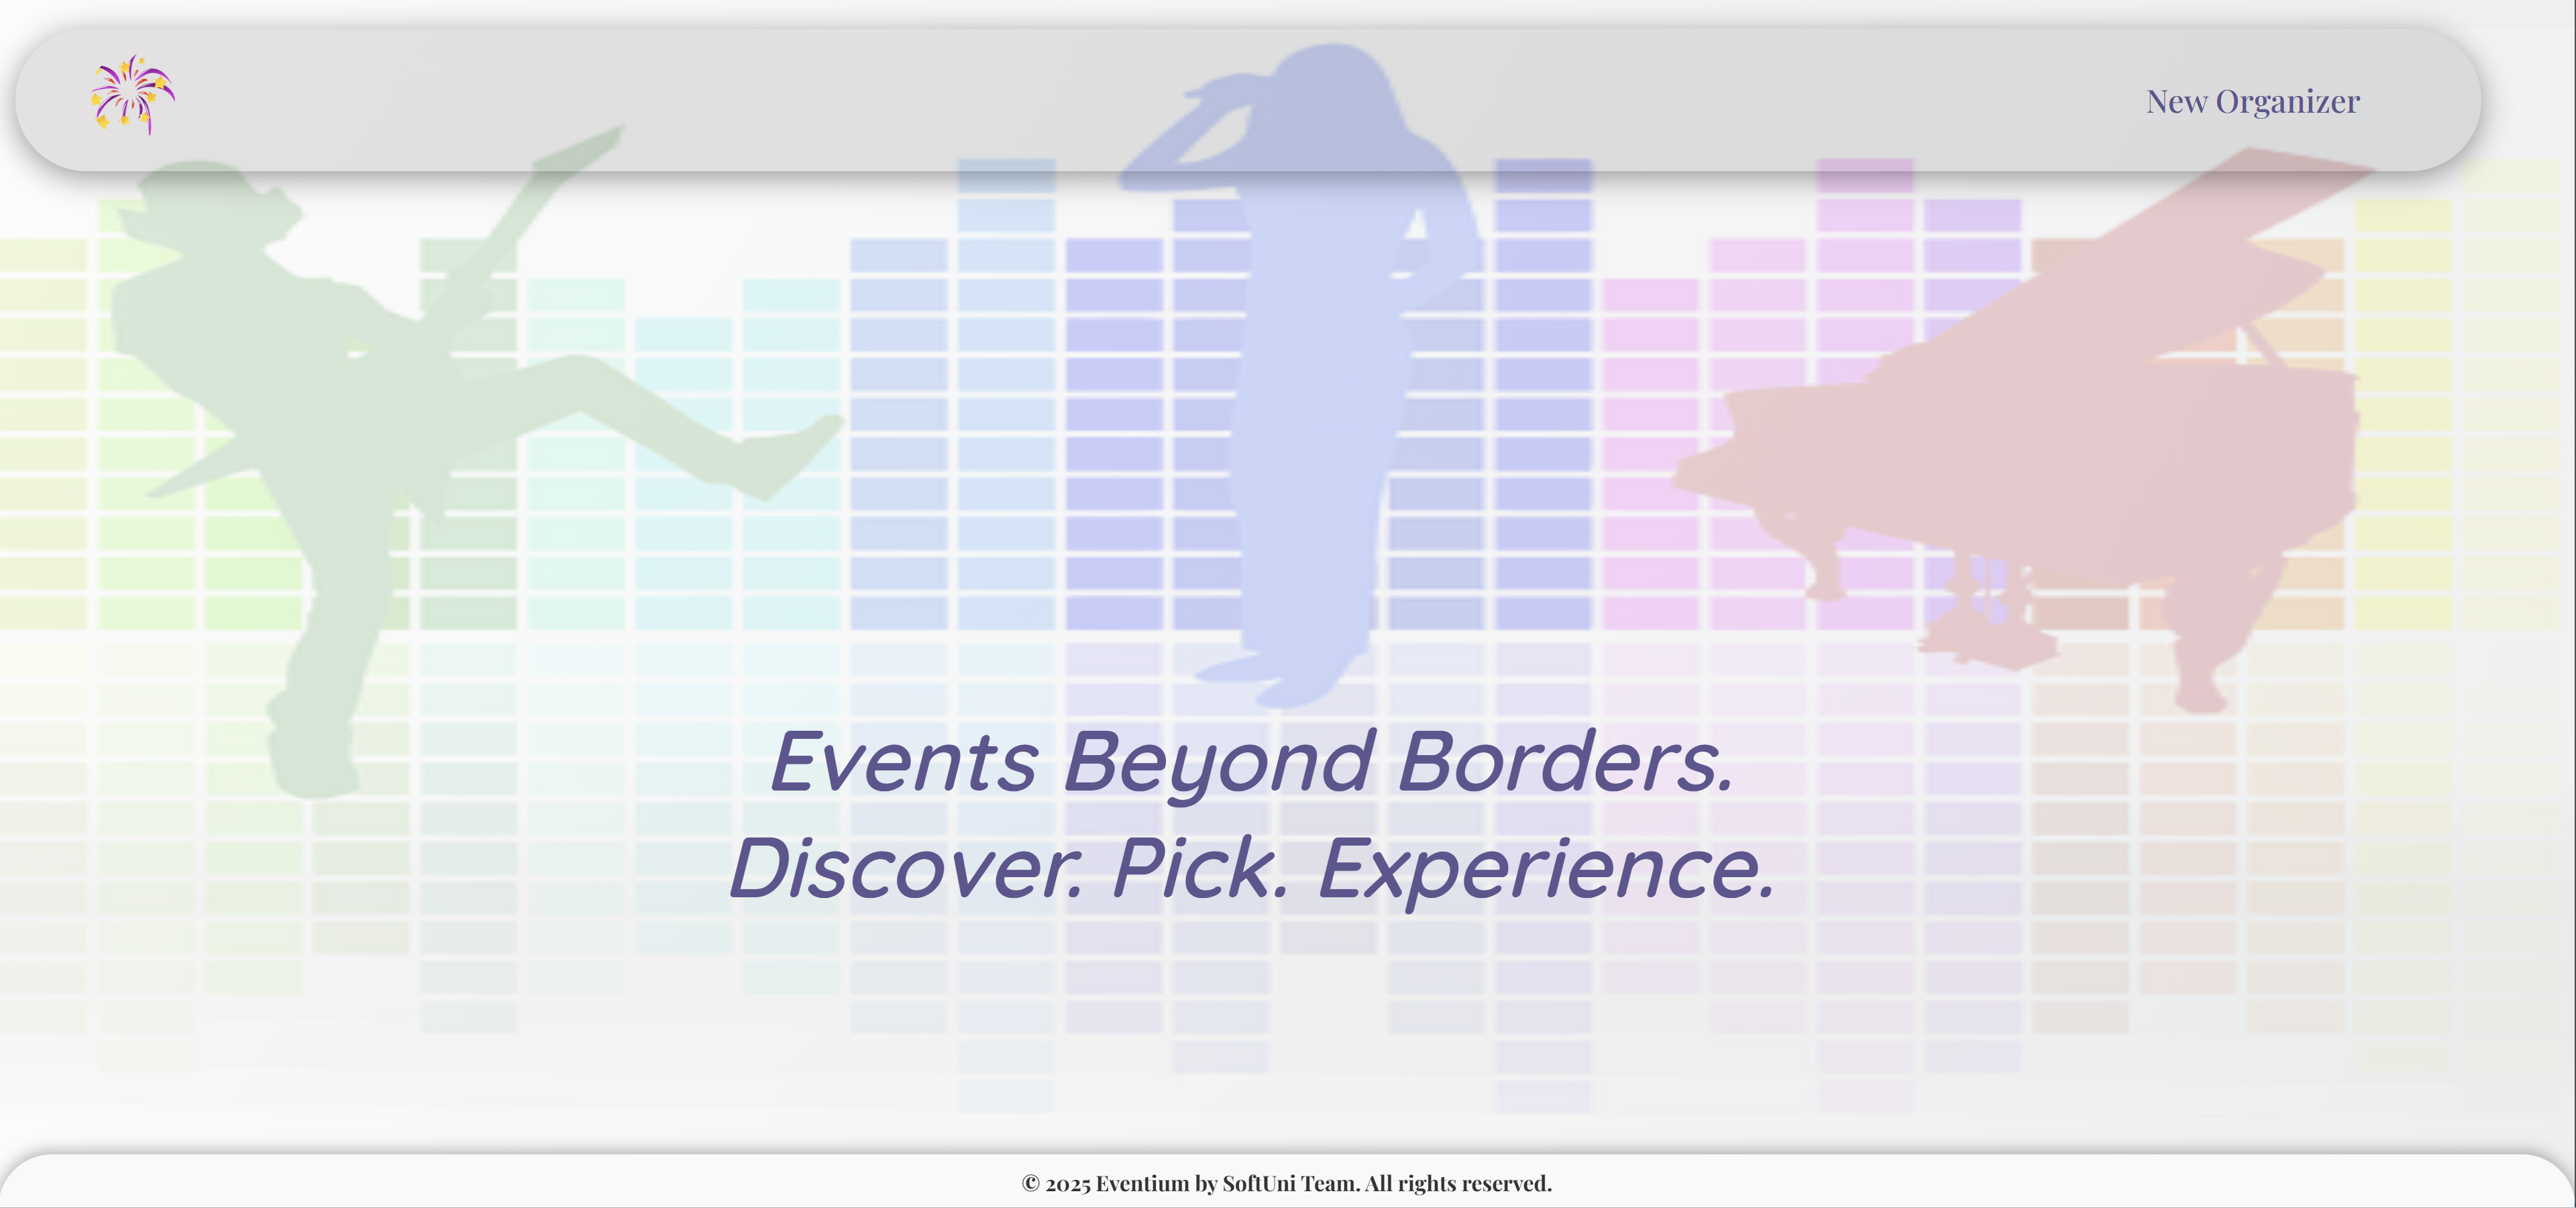 New Organizer
Events Beyond Borders.
Discover. Pick. Experience.
© 2025 Eventium by SoftUni Team. All rights reserved.